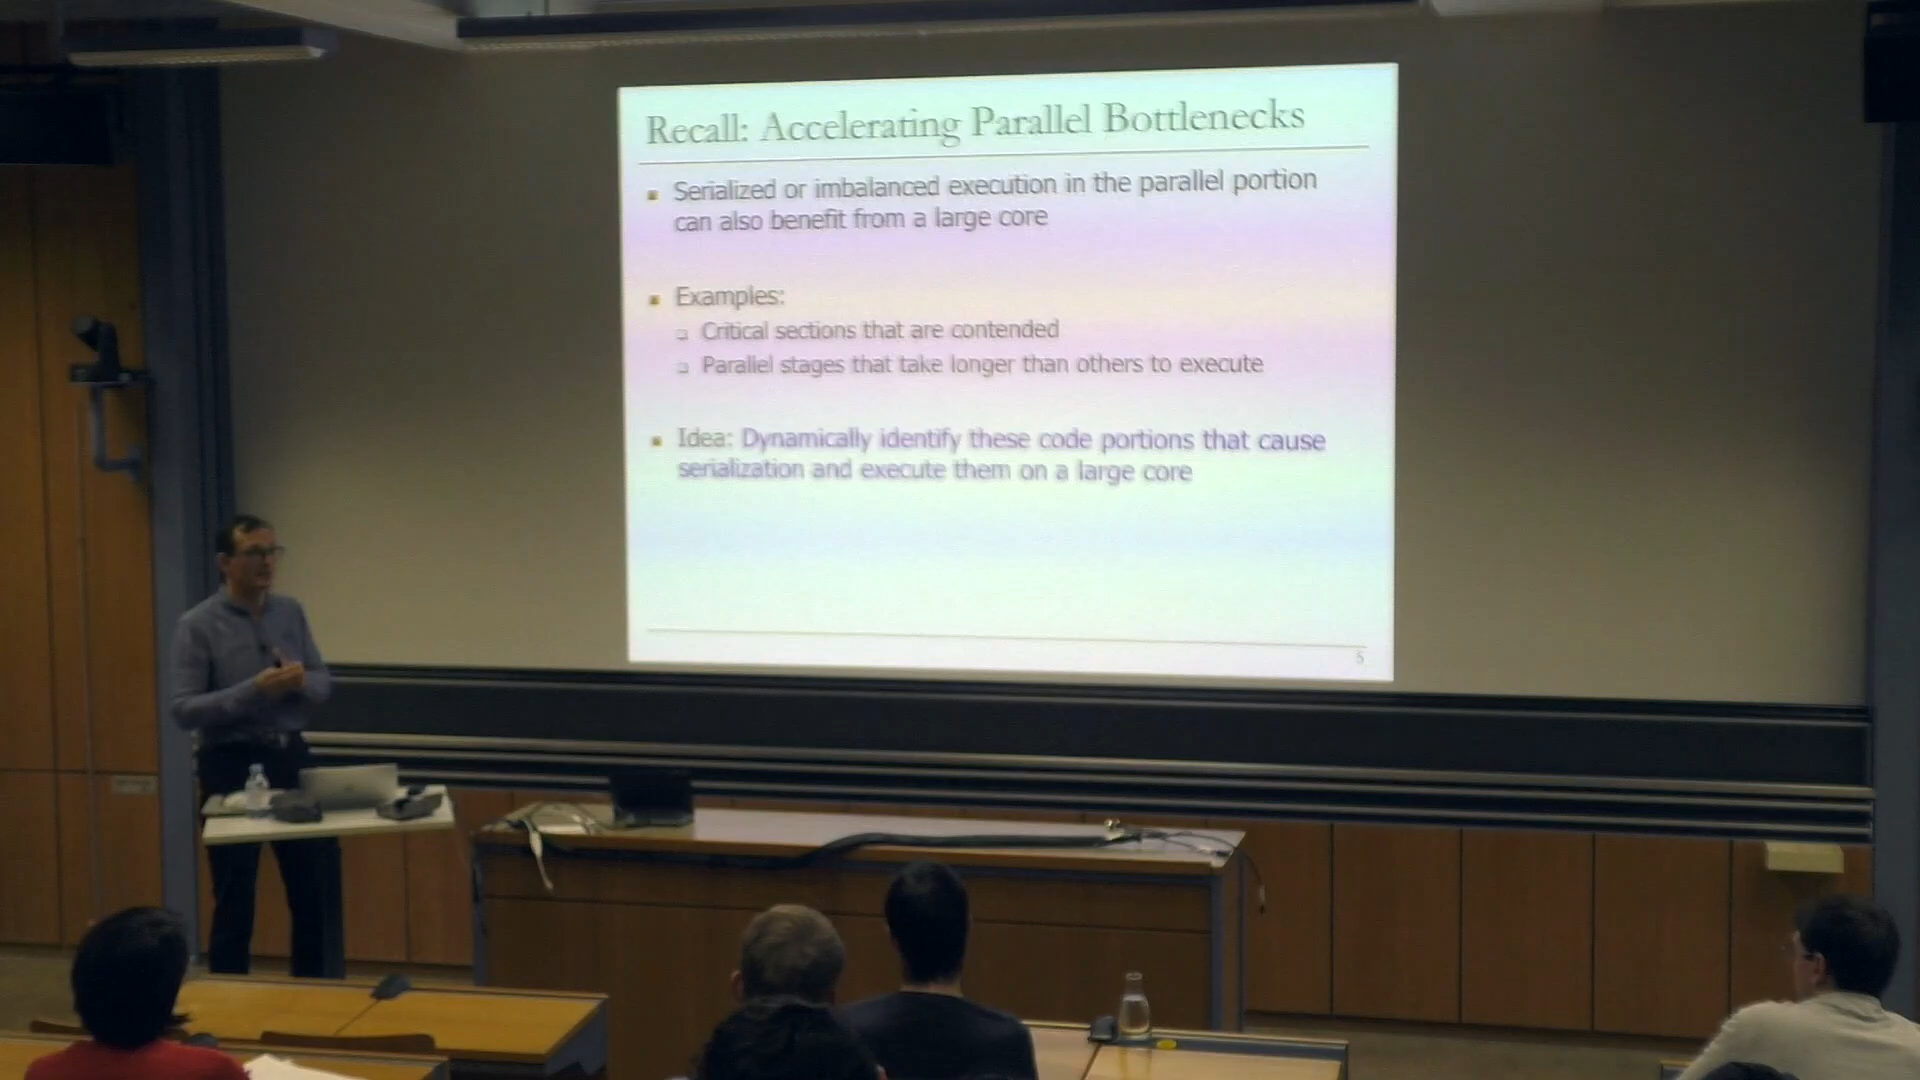 Recall: Accelerating Parallel Bottlenecks
Serialized or imbalanced execution in the parallel portion
can also benefit from a large core
Examples:
Critical sections that are contended
Parallel stages that take longer than others to execute
Idea: Dynamically identify these code portions that cause
serialization and execute them on a large core
5